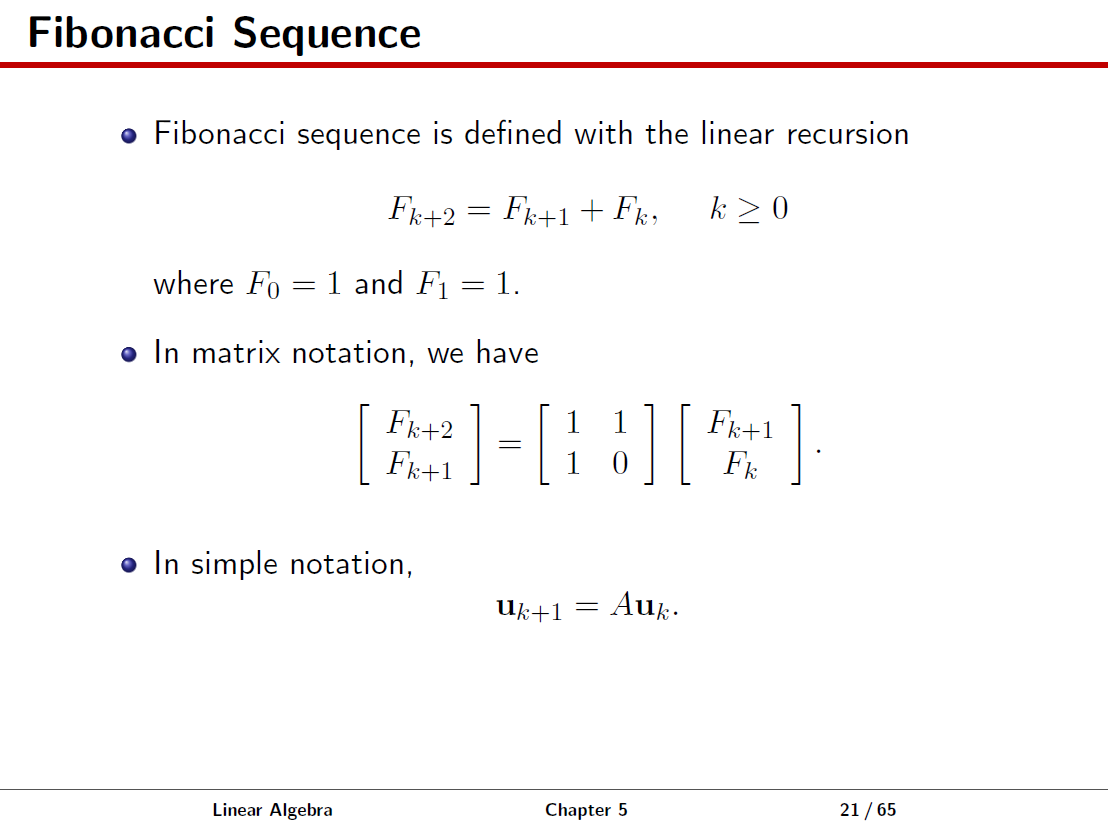 Fibonacci Sequence
Fibonacci sequence is defined with the linear recursion
F_{k+2} = F_{k+1} + F_k, k ≥ 0
where F_0 = 1 and F_1 = 1.
In matrix notation, we have
[ F_{k+2} ; F_{k+1} ] = [ 1 1 ; 1 0 ] [ F_{k+1} ; F_k ] .
In simple notation,
𝐮_{k+1} = A𝐮_k.
Linear Algebra Chapter 5 21 / 65